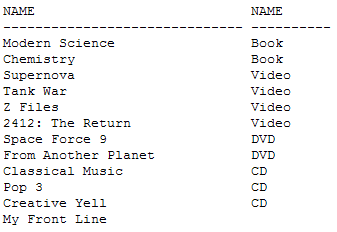 NAME                           NAME
------------------------------ ----------
Modern Science                 Book
Chemistry                      Book
Supernova                      Video
Tank War                       Video
Z Files                        Video
2412: The Return               Video
Space Force 9                  DVD
From Another Planet            DVD
Classical Music                CD
Pop 3                          CD
Creative Yell                  CD
My Front Line